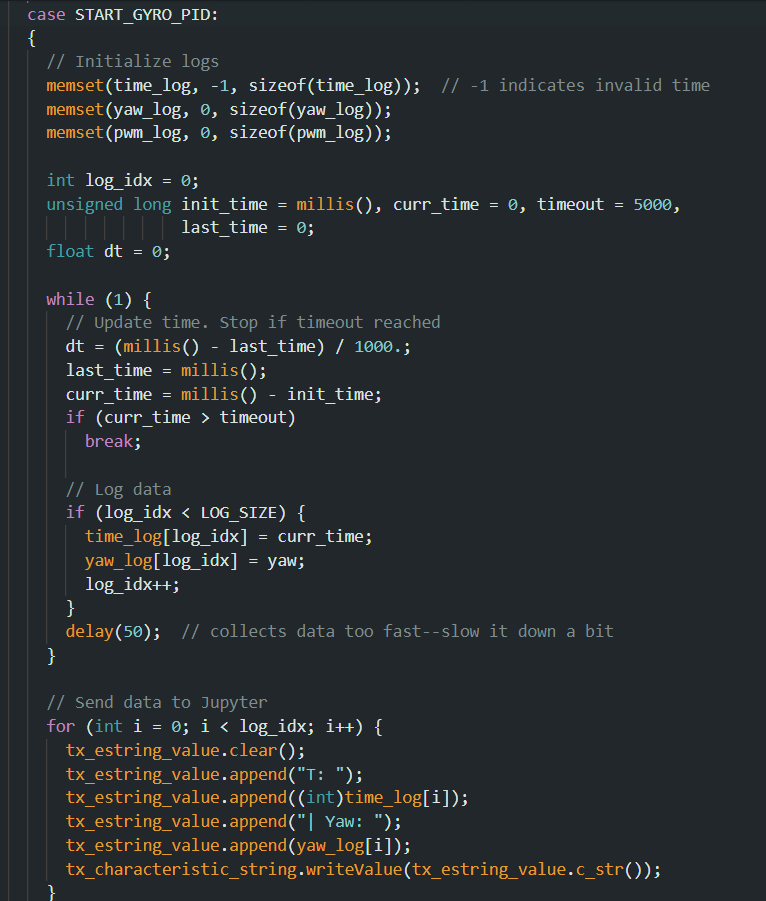 case START_GYRO_PID:
{
// Initialize logs
memset(time_log, -1, sizeof(time_log));  // -1 indicates invalid time
memset(yaw_log, 0, sizeof(yaw_log));
memset(pwm_log, 0, sizeof(pwm_log));
int log_idx = 0;
unsigned long init_time = millis(), curr_time = 0, timeout = 5000,
last_time = 0;
float dt = 0;
while (1) {
// Update time. Stop if timeout reached
dt = (millis() - last_time) / 1000.;
last_time = millis();
curr_time = millis() - init_time;
if (curr_time > timeout)
break;
// Log data
if (log_idx < LOG_SIZE) {
time_log[log_idx] = curr_time;
yaw_log[log_idx] = yaw;
log_idx++;
}
delay(50);  // collects data too fast--slow it down a bit
}
// Send data to Jupyter
for (int i = 0; i < log_idx; i++) {
tx_estring_value.clear();
tx_estring_value.append("T: ");
tx_estring_value.append((int)time_log[i]);
tx_estring_value.append("| Yaw: ");
tx_estring_value.append(yaw_log[i]);
tx_characteristic_string.writeValue(tx_estring_value.c_str());
}